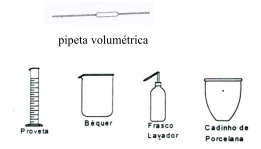 pipeta volumétrica
Proveta
Béquer
Frasco
Lavador
Cadinho de
Porcelana